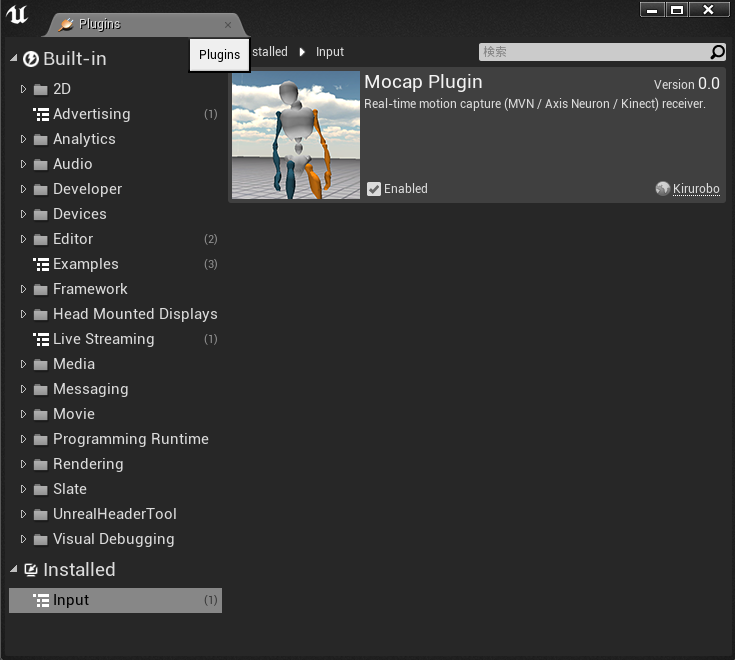 Plugins
Plugins
stalled
Input
検索
Built-in
2D
Advertising (1)
Analytics
Audio
Developer
Devices
Editor (2)
Examples (3)
Framework
Head Mounted Displays
Live Streaming (1)
Media
Messaging
Movie
Programming Runtime
Rendering
Slate
UnrealHeaderTool
Visual Debugging
Installed
Input (1)
Mocap Plugin
Version 0.0
Real-time motion capture (MVN / Axis Neuron / Kinect) receiver.
Enabled
Kirurobo